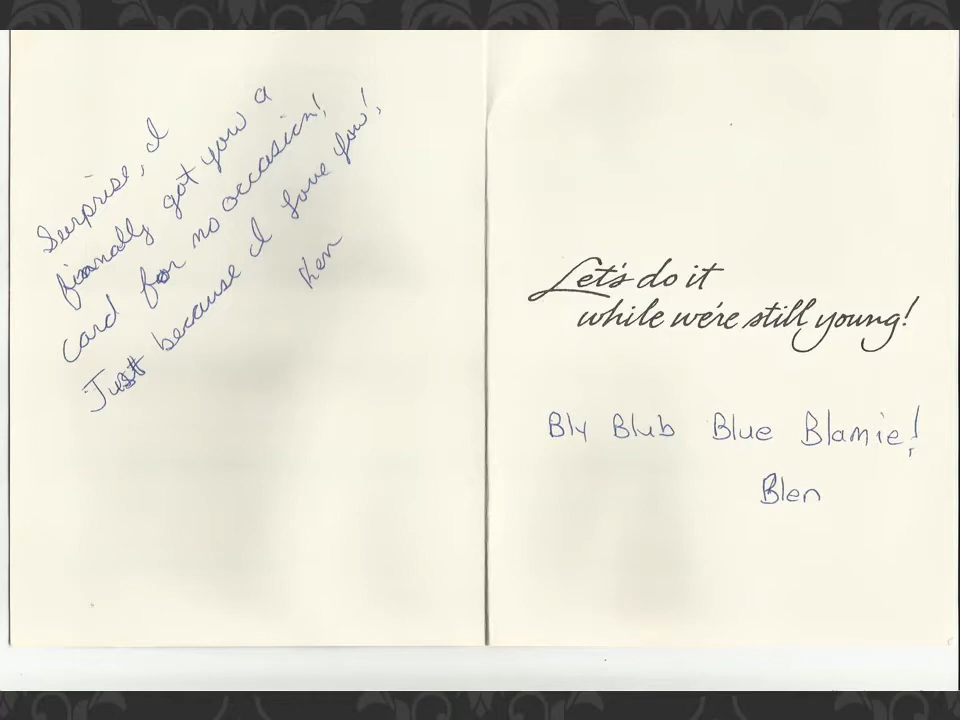 Surprise, I
finnally got you a
card for no occasion!
Just because I love you!
Ken
Let's do it
while we're still young!
Bly Blub Blue Blamie!
Blen